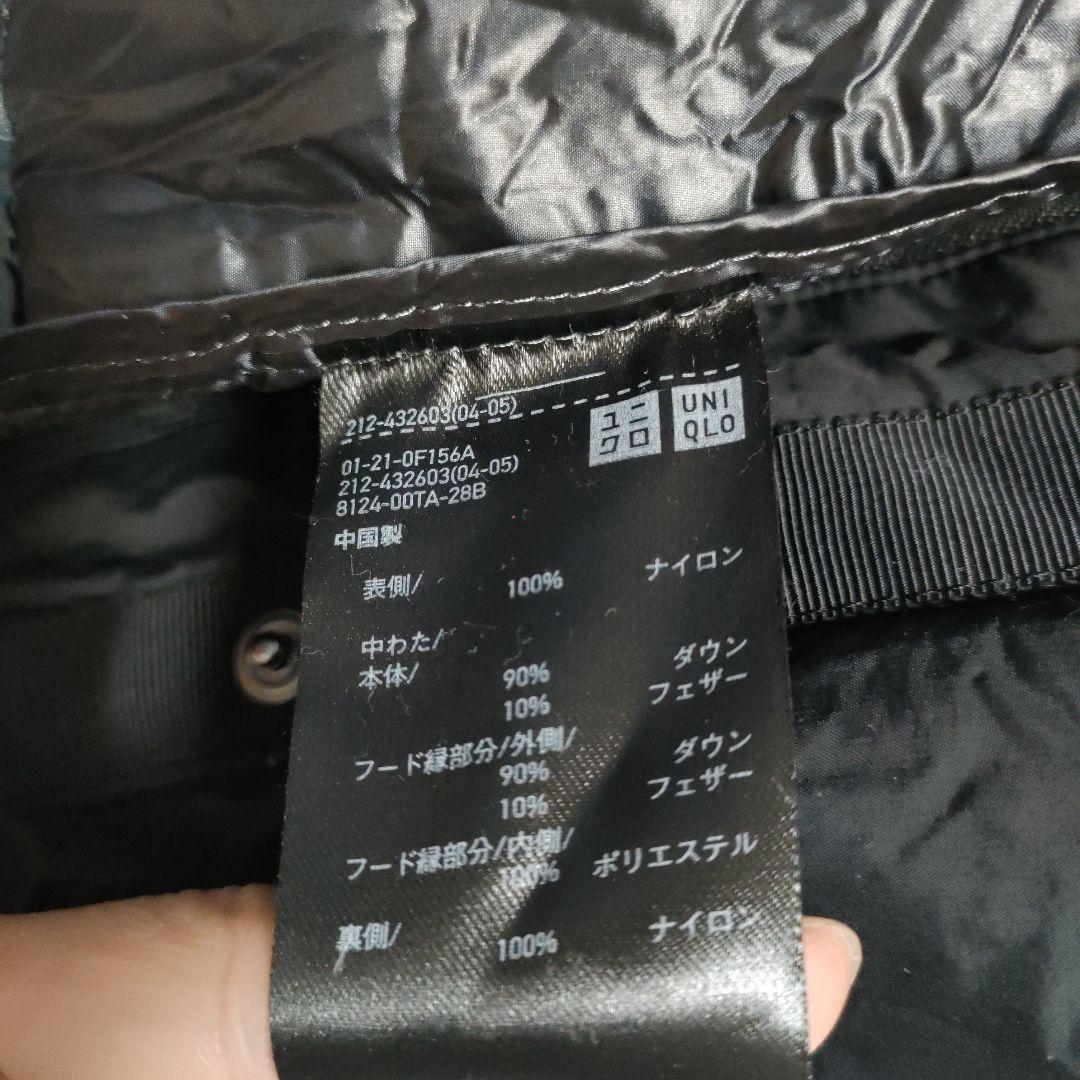 212-432603(04-05)
ユニクロ
UNIQLO
01-21-0F156A
212-432603(04-05)
8124-00TA-28B
中国製
表側/ 100% ナイロン
中わた/
本体/ 90% ダウン
10% フェザー
フード縁部分/外側/
90% ダウン
10% フェザー
フード縁部分/内側/
100% ポリエステル
裏側/ 100% ナイロン